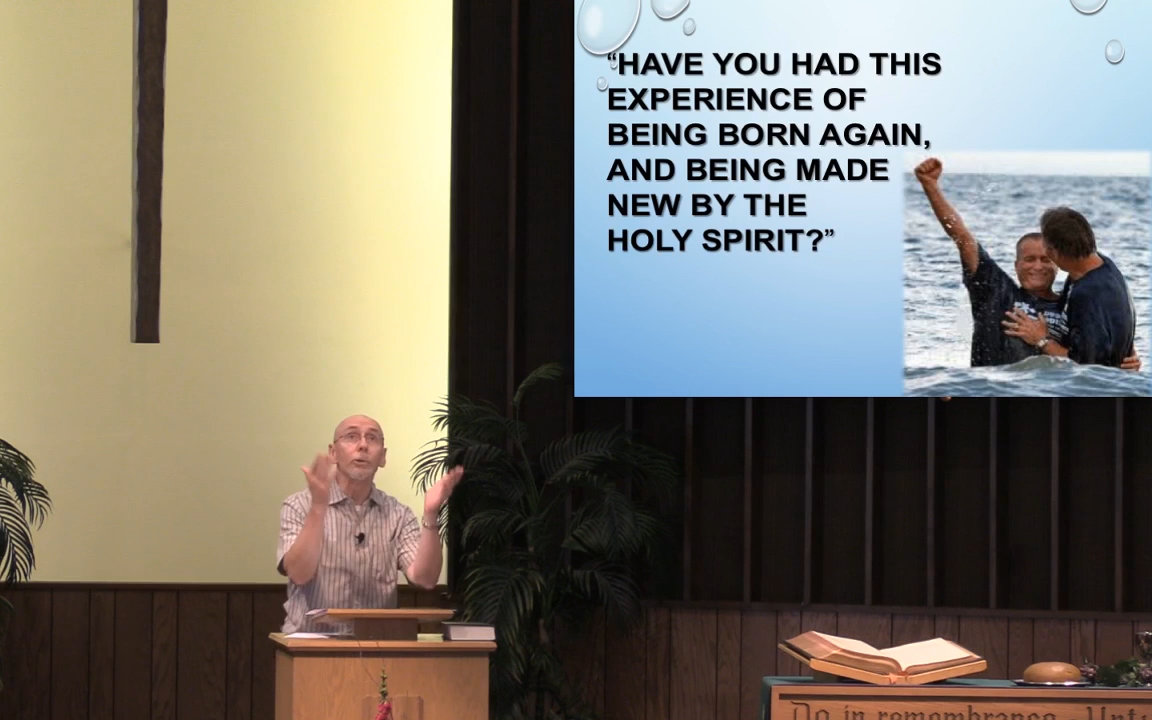 “HAVE YOU HAD THIS
EXPERIENCE OF
BEING BORN AGAIN,
AND BEING MADE
NEW BY THE
HOLY SPIRIT?”
Do in remembrance